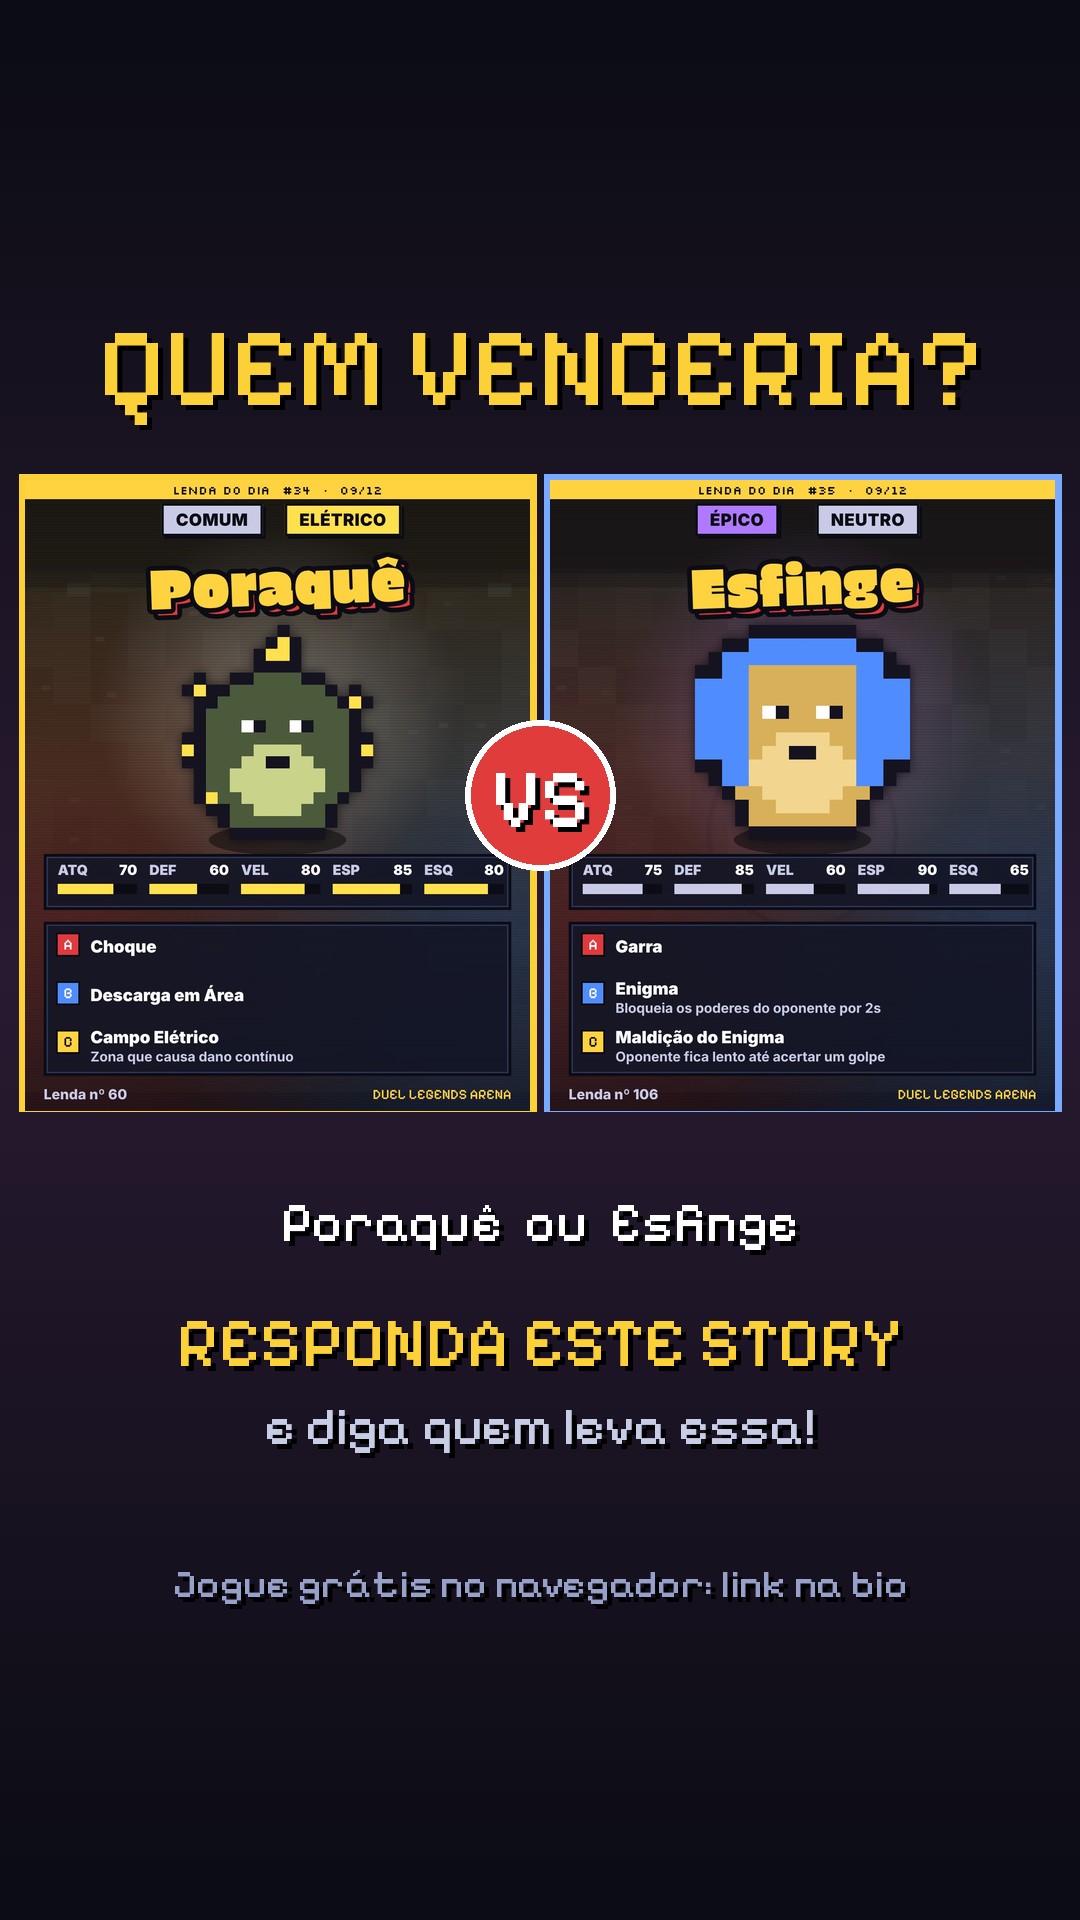 QUEM VENCERIA?
LENDA DO DIA #34 · 09/12
COMUM ELÉTRICO
Poraquê
ATQ 70 DEF 60 VEL 80 ESP 85 ESQ 80
A Choque
B Descarga em Área
C Campo Elétrico
Zona que causa dano contínuo
Lenda nº 60 DUEL LEGENDS ARENA
VS
LENDA DO DIA #35 · 09/12
ÉPICO NEUTRO
Esfinge
ATQ 75 DEF 85 VEL 60 ESP 90 ESQ 65
A Garra
B Enigma
Bloqueia os poderes do oponente por 2s
C Maldição do Enigma
Oponente fica lento até acertar um golpe
Lenda nº 106 DUEL LEGENDS ARENA
Poraquê ou Esfinge
RESPONDA ESTE STORY
e diga quem leva essa!
Jogue grátis no navegador: link na bio